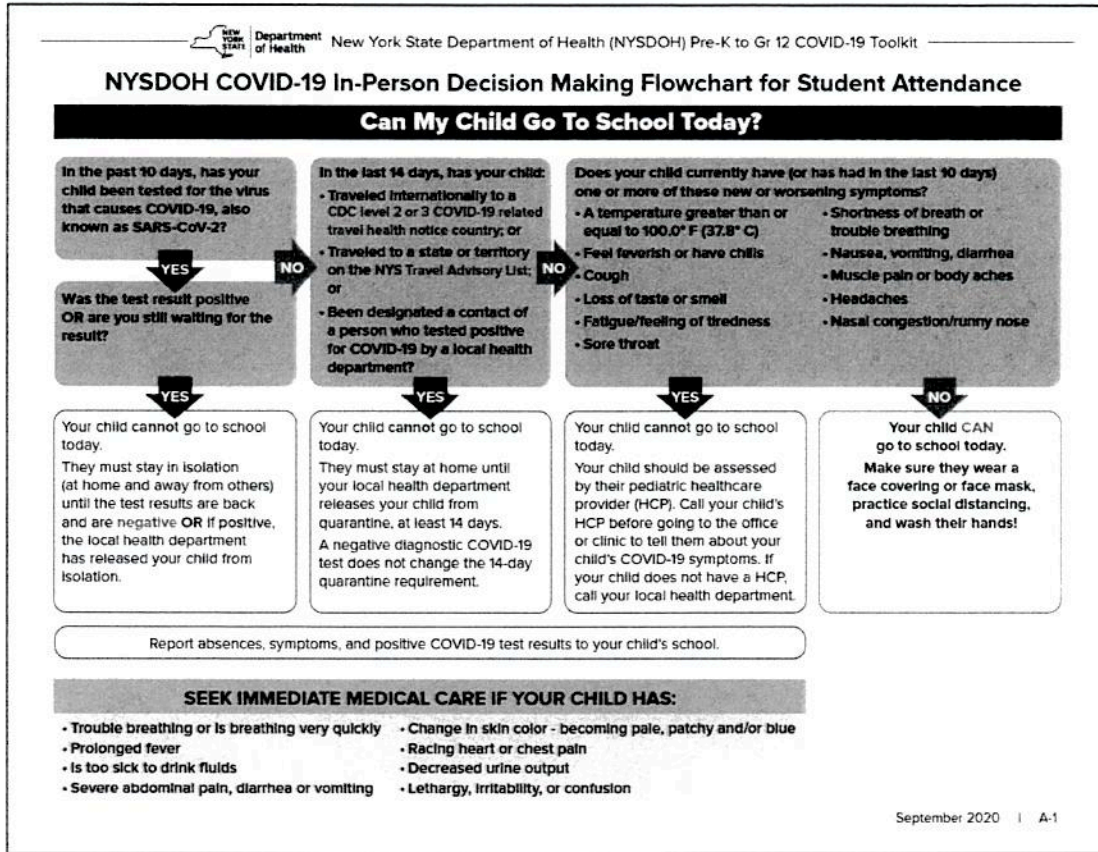 NEW YORK STATE
Department of Health
New York State Department of Health (NYSDOH) Pre-K to Gr 12 COVID-19 Toolkit
NYSDOH COVID-19 In-Person Decision Making Flowchart for Student Attendance
Can My Child Go To School Today?
In the past 10 days, has your
child been tested for the virus
that causes COVID-19, also
known as SARS-CoV-2?
YES
Was the test result positive
OR are you still waiting for the
result?
YES
Your child cannot go to school
today.
They must stay in isolation
(at home and away from others)
until the test results are back
and are negative OR if positive,
the local health department
has released your child from
isolation.
NO
In the last 14 days, has your child:
• Traveled internationally to a
CDC level 2 or 3 COVID-19 related
travel health notice country; or
• Traveled to a state or territory
on the NYS Travel Advisory List;
or
• Been designated a contact of
a person who tested positive
for COVID-19 by a local health
department?
YES
Your child cannot go to school
today.
They must stay at home until
your local health department
releases your child from
quarantine, at least 14 days.
A negative diagnostic COVID-19
test does not change the 14-day
quarantine requirement.
NO
Does your child currently have (or has had in the last 10 days)
one or more of these new or worsening symptoms?
• A temperature greater than or
equal to 100.0° F (37.8° C)
• Feel feverish or have chills
• Cough
• Loss of taste or smell
• Fatigue/feeling of tiredness
• Sore throat
• Shortness of breath or
trouble breathing
• Nausea, vomiting, diarrhea
• Muscle pain or body aches
• Headaches
• Nasal congestion/runny nose
YES
Your child cannot go to school
today.
Your child should be assessed
by their pediatric healthcare
provider (HCP). Call your child's
HCP before going to the office
or clinic to tell them about your
child's COVID-19 symptoms. If
your child does not have a HCP,
call your local health department.
NO
Your child CAN
go to school today.
Make sure they wear a
face covering or face mask,
practice social distancing,
and wash their hands!
Report absences, symptoms, and positive COVID-19 test results to your child's school.
SEEK IMMEDIATE MEDICAL CARE IF YOUR CHILD HAS:
• Trouble breathing or is breathing very quickly
• Prolonged fever
• Is too sick to drink fluids
• Severe abdominal pain, diarrhea or vomiting
• Change in skin color - becoming pale, patchy and/or blue
• Racing heart or chest pain
• Decreased urine output
• Lethargy, irritability, or confusion
September 2020 | A-1